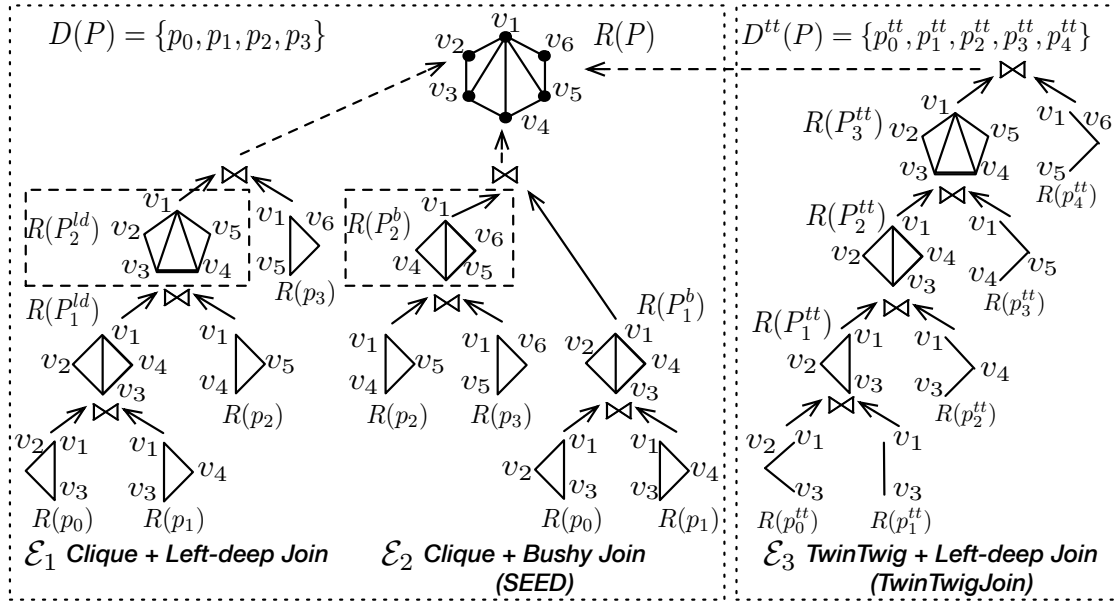 D(P) = {p₀, p₁, p₂, p₃}
v₁
v₂ v₆
v₃ v₅
v₄
R(P)
D^{tt}(P) = {p₀^{tt}, p₁^{tt}, p₂^{tt}, p₃^{tt}, p₄^{tt}}
⋈
R(P₂^{ld})
v₁
v₂ v₅
v₃ v₄
v₁ v₆
v₅
R(p₃)
⋈
R(P₁^{ld})
v₁
v₂ v₄
v₃
v₁
v₅
v₄
R(p₂)
⋈
v₂ v₁
v₃
R(p₀)
v₁
v₄
v₃
R(p₁)
ℰ₁ Clique + Left-deep Join
⋈
R(P₂^b)
v₁
v₆
v₄ v₅
⋈
v₁
v₅
v₄
R(p₂)
v₁ v₆
v₅
R(p₃)
R(P₁^b)
v₁
v₂ v₄
v₃
⋈
v₁
v₂
v₃
R(p₀)
v₁
v₄
v₃
R(p₁)
ℰ₂ Clique + Bushy Join
(SEED)
⋈
R(P₃^{tt})
v₁
v₂ v₅
v₃ v₄
v₁ v₆
v₅
R(p₄^{tt})
⋈
R(P₂^{tt})
v₁
v₂ v₄
v₃
v₁
v₅
v₄
R(p₃^{tt})
⋈
R(P₁^{tt})
v₁
v₂
v₃
v₁
v₄
v₃
R(p₂^{tt})
⋈
v₂ v₁
v₃
R(p₀^{tt})
v₁
v₃
R(p₁^{tt})
ℰ₃ TwinTwig + Left-deep Join
(TwinTwigJoin)